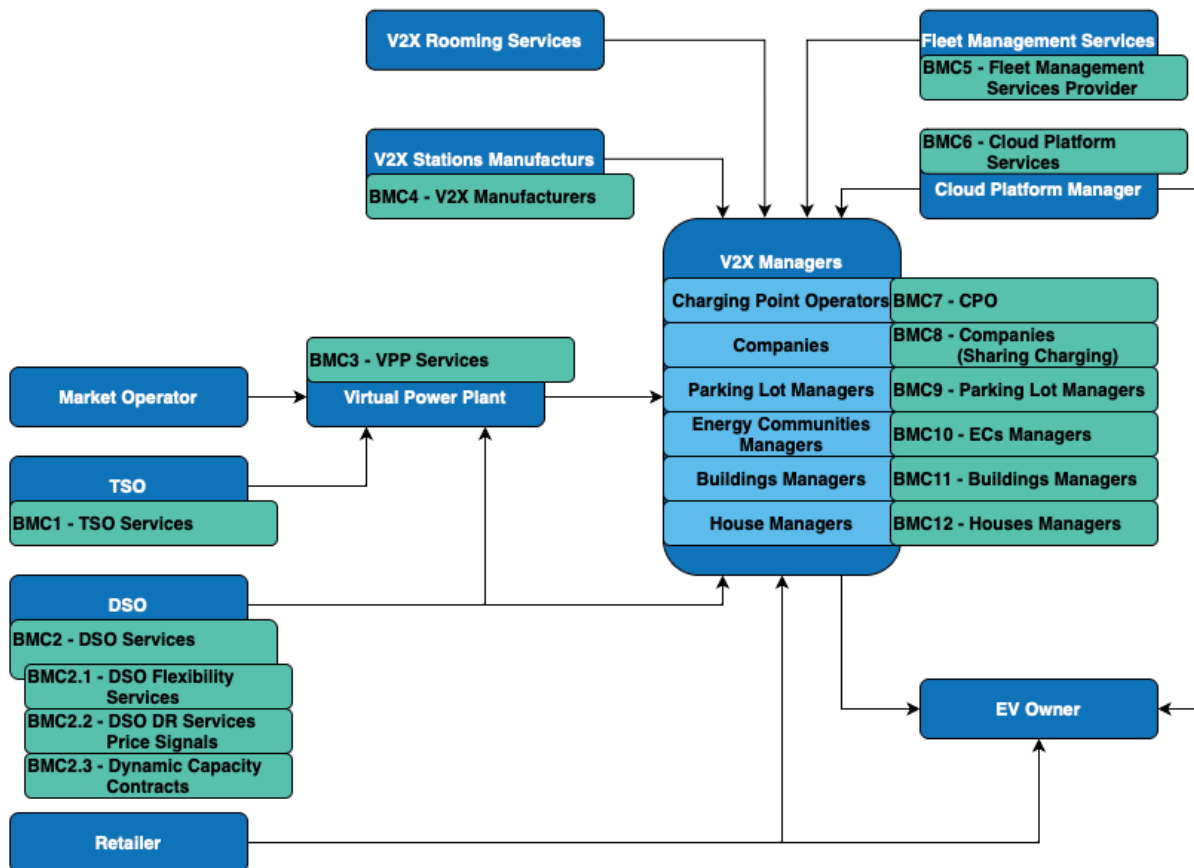 V2X Rooming Services
Fleet Management Services
BMC5 - Fleet Management
Services Provider
V2X Stations Manufacturs
BMC4 - V2X Manufacturers
BMC6 - Cloud Platform
Services
Cloud Platform Manager
V2X Managers
Charging Point Operators
BMC7 - CPO
Companies
BMC8 - Companies
(Sharing Charging)
Parking Lot Managers
BMC9 - Parking Lot Managers
Energy Communities
Managers
BMC10 - ECs Managers
Buildings Managers
BMC11 - Buildings Managers
House Managers
BMC12 - Houses Managers
BMC3 - VPP Services
Virtual Power Plant
Market Operator
TSO
BMC1 - TSO Services
DSO
BMC2 - DSO Services
BMC2.1 - DSO Flexibility
Services
BMC2.2 - DSO DR Services
Price Signals
BMC2.3 - Dynamic Capacity
Contracts
EV Owner
Retailer